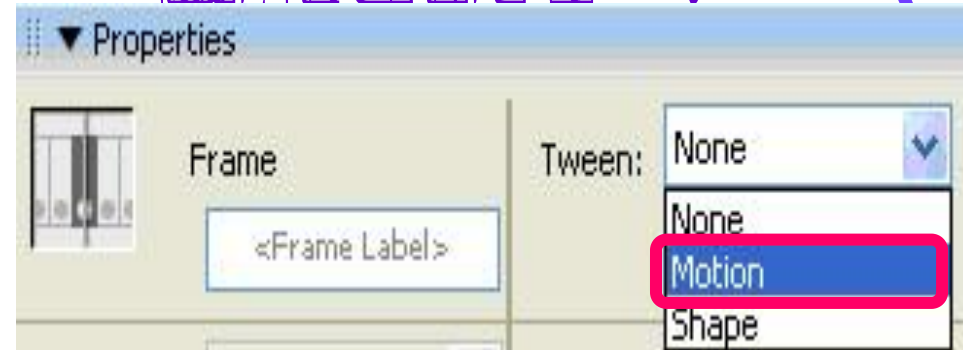 Properties
Frame
Tween: None
<Frame Label>
None
Motion
Shape